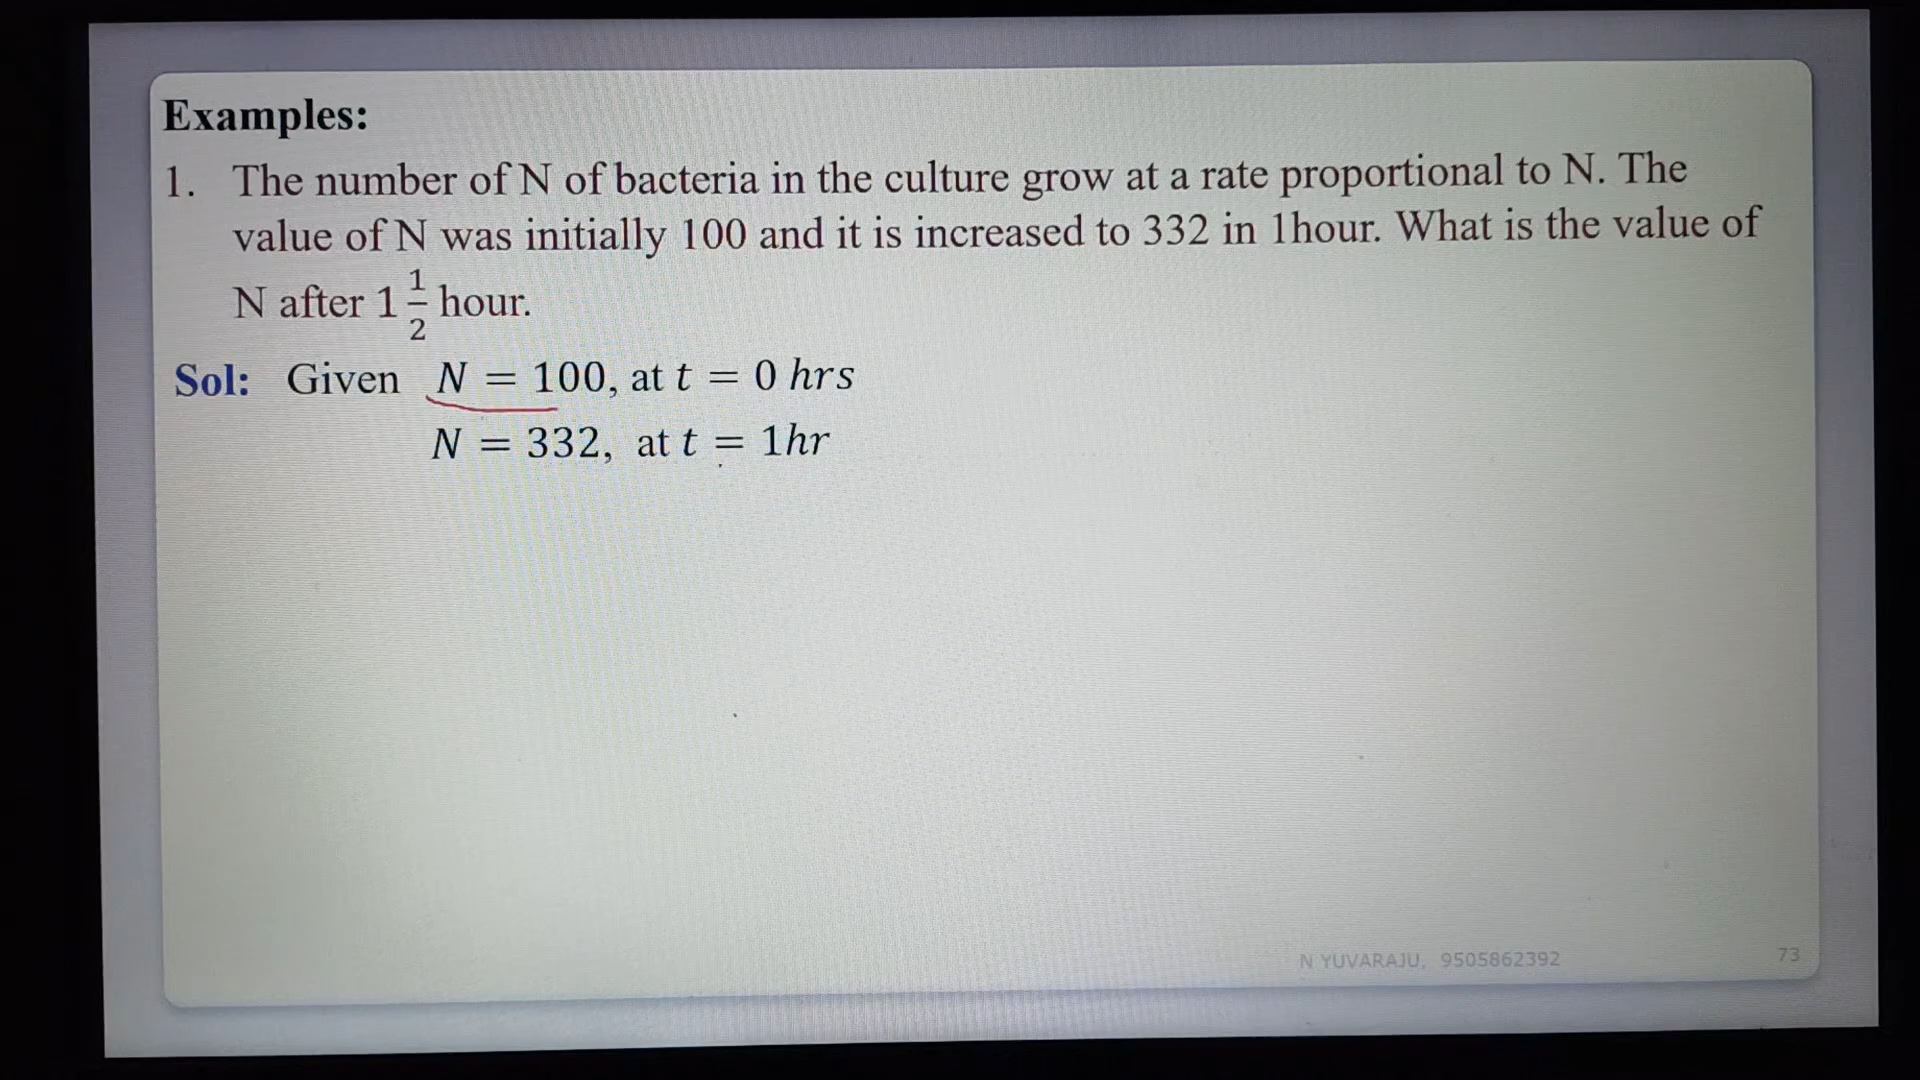 Examples:
1. The number of N of bacteria in the culture grow at a rate proportional to N. The
value of N was initially 100 and it is increased to 332 in 1hour. What is the value of
N after 1 1/2 hour.
Sol: Given N = 100, at t = 0 hrs
N = 332, at t = 1hr
N YUVARAJU, 9505862392 73